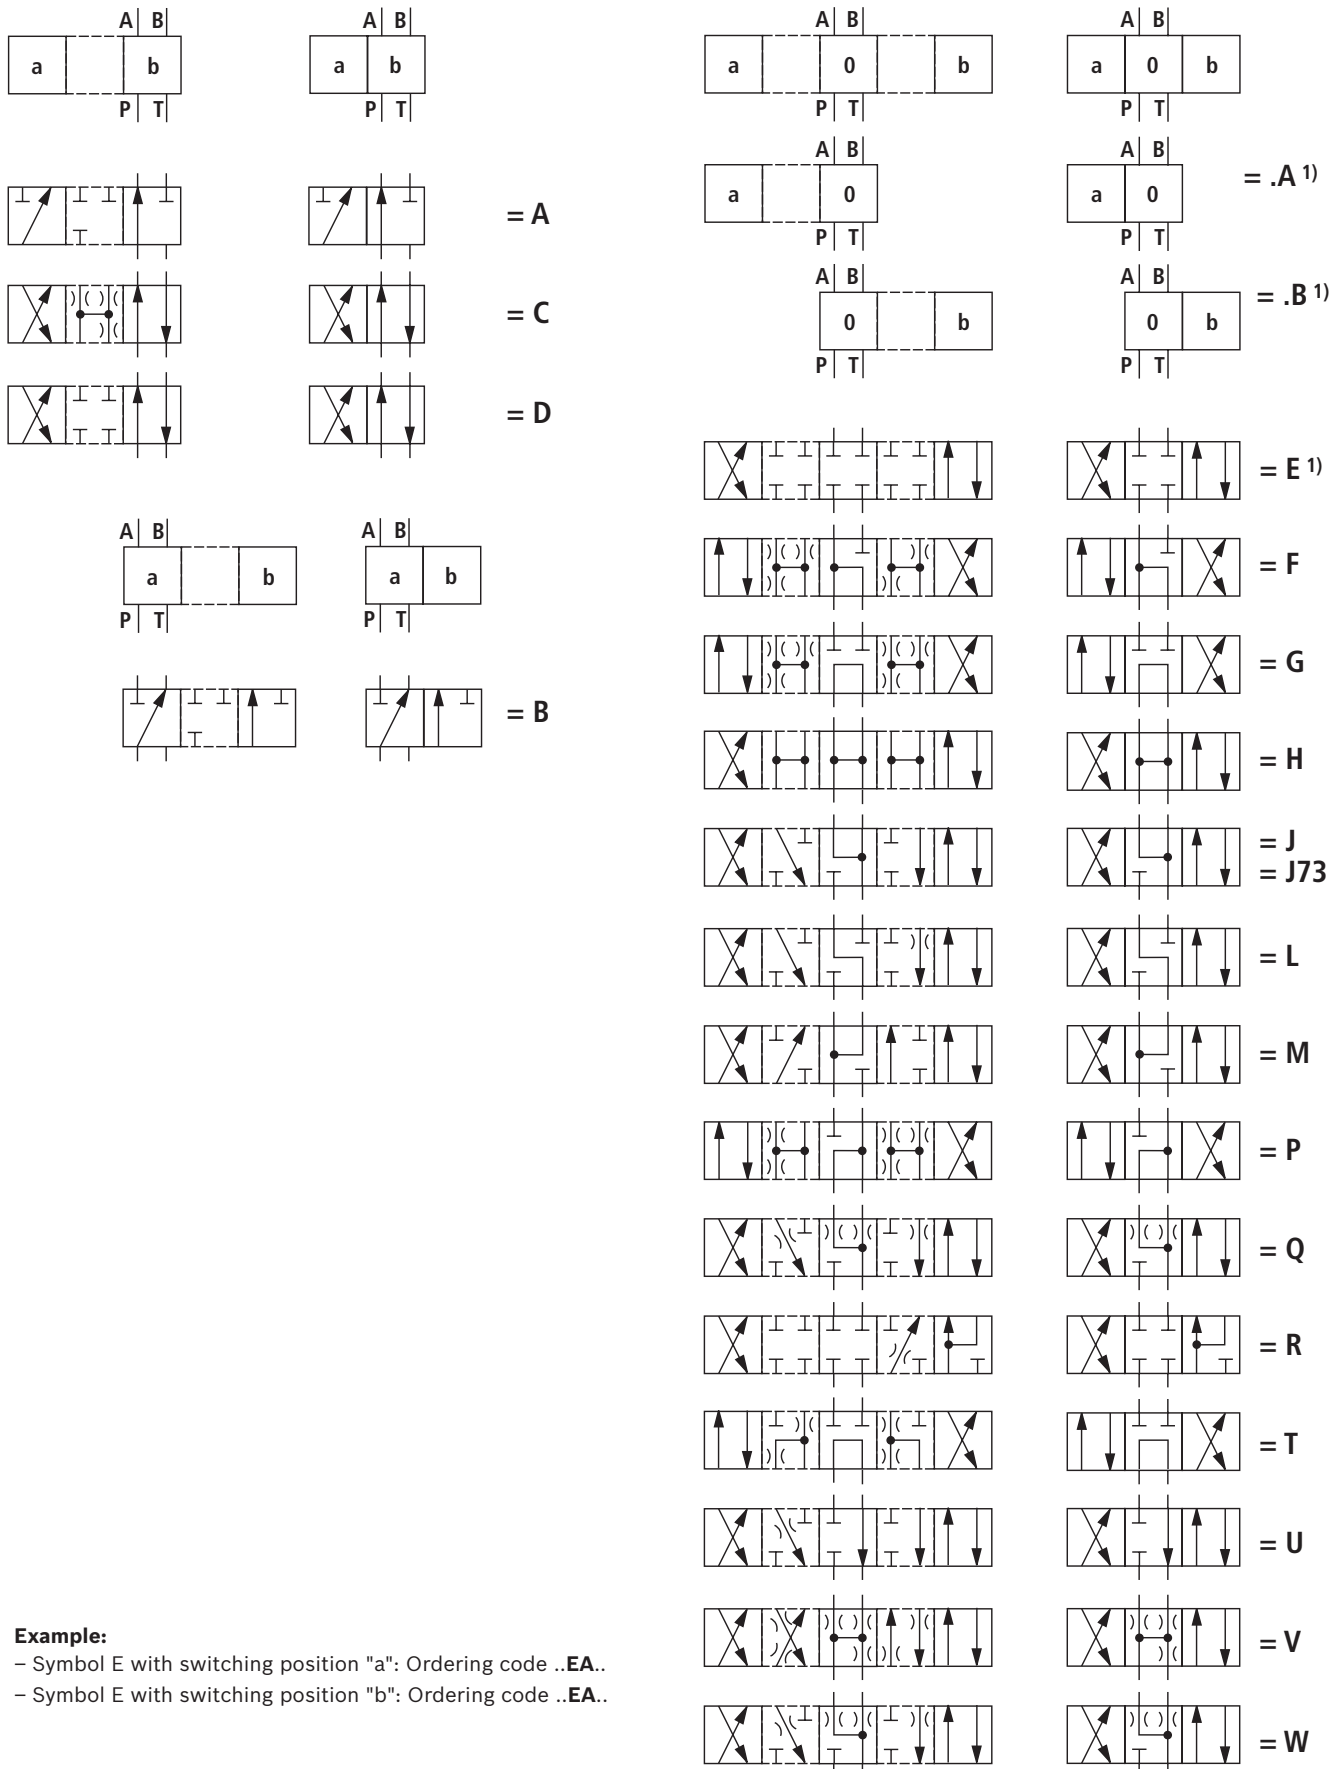 A B
a b
P T
A B
a b
P T
= A
= C
= D
A B
a b
P T
A B
a b
P T
= B
A B
a 0 b
P T
A B
a 0 b
P T
A B
a 0
P T
A B
a 0
P T
= .A 1)
A B
0 b
P T
A B
0 b
P T
= .B 1)
= E 1)
= F
= G
= H
= J
= J73
= L
= M
= P
= Q
= R
= T
= U
= V
= W
Example:
– Symbol E with switching position "a": Ordering code ..EA..
– Symbol E with switching position "b": Ordering code ..EA..